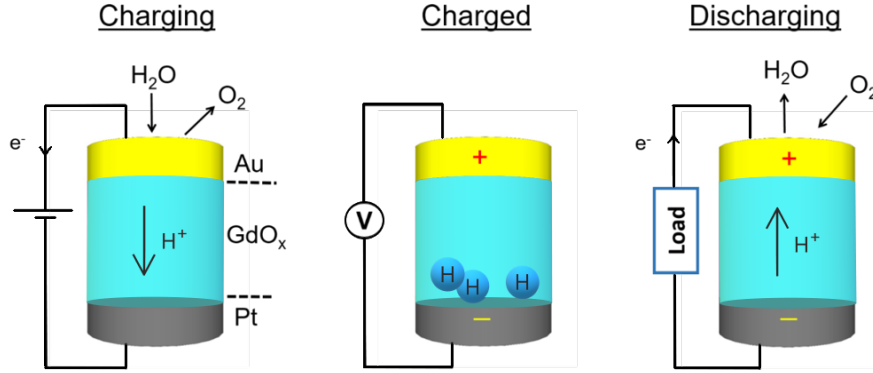 Charging
H₂O
O₂
e⁻
Au
H⁺
GdOₓ
Pt
Charged
+
V
H
H
H
–
Discharging
H₂O
O₂
e⁻
+
Load
H⁺
–